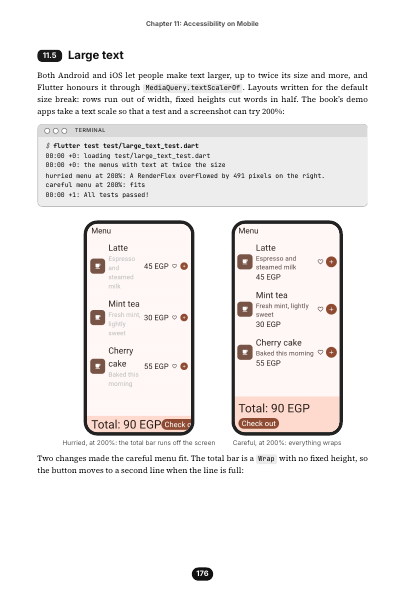 Chapter 11: Accessibility on Mobile
11.5 Large text
Both Android and iOS let people make text larger, up to twice its size and more, and
Flutter honours it through MediaQuery.textScalerOf. Layouts written for the default
size break: rows run out of width, fixed heights cut words in half. The book's demo
apps take a text scale so that a test and a screenshot can try 200%:
TERMINAL
$ flutter test test/large_text_test.dart
00:00 +0: loading test/large_text_test.dart
00:00 +0: the menus with text at twice the size
hurried menu at 200%: A RenderFlex overflowed by 491 pixels on the right.
careful menu at 200%: fits
00:00 +1: All tests passed!
Menu
Latte
Espresso
and
steamed
milk
45 EGP
Mint tea
Fresh mint,
lightly
sweet
30 EGP
Cherry
cake
Baked this
morning
55 EGP
Total: 90 EGP Check o
Menu
Latte
Espresso and
steamed milk
45 EGP
Mint tea
Fresh mint, lightly
sweet
30 EGP
Cherry cake
Baked this morning
55 EGP
Total: 90 EGP
Check out
Hurried, at 200%: the total bar runs off the screen
Careful, at 200%: everything wraps
Two changes made the careful menu fit. The total bar is a Wrap with no fixed height, so
the button moves to a second line when the line is full:
176